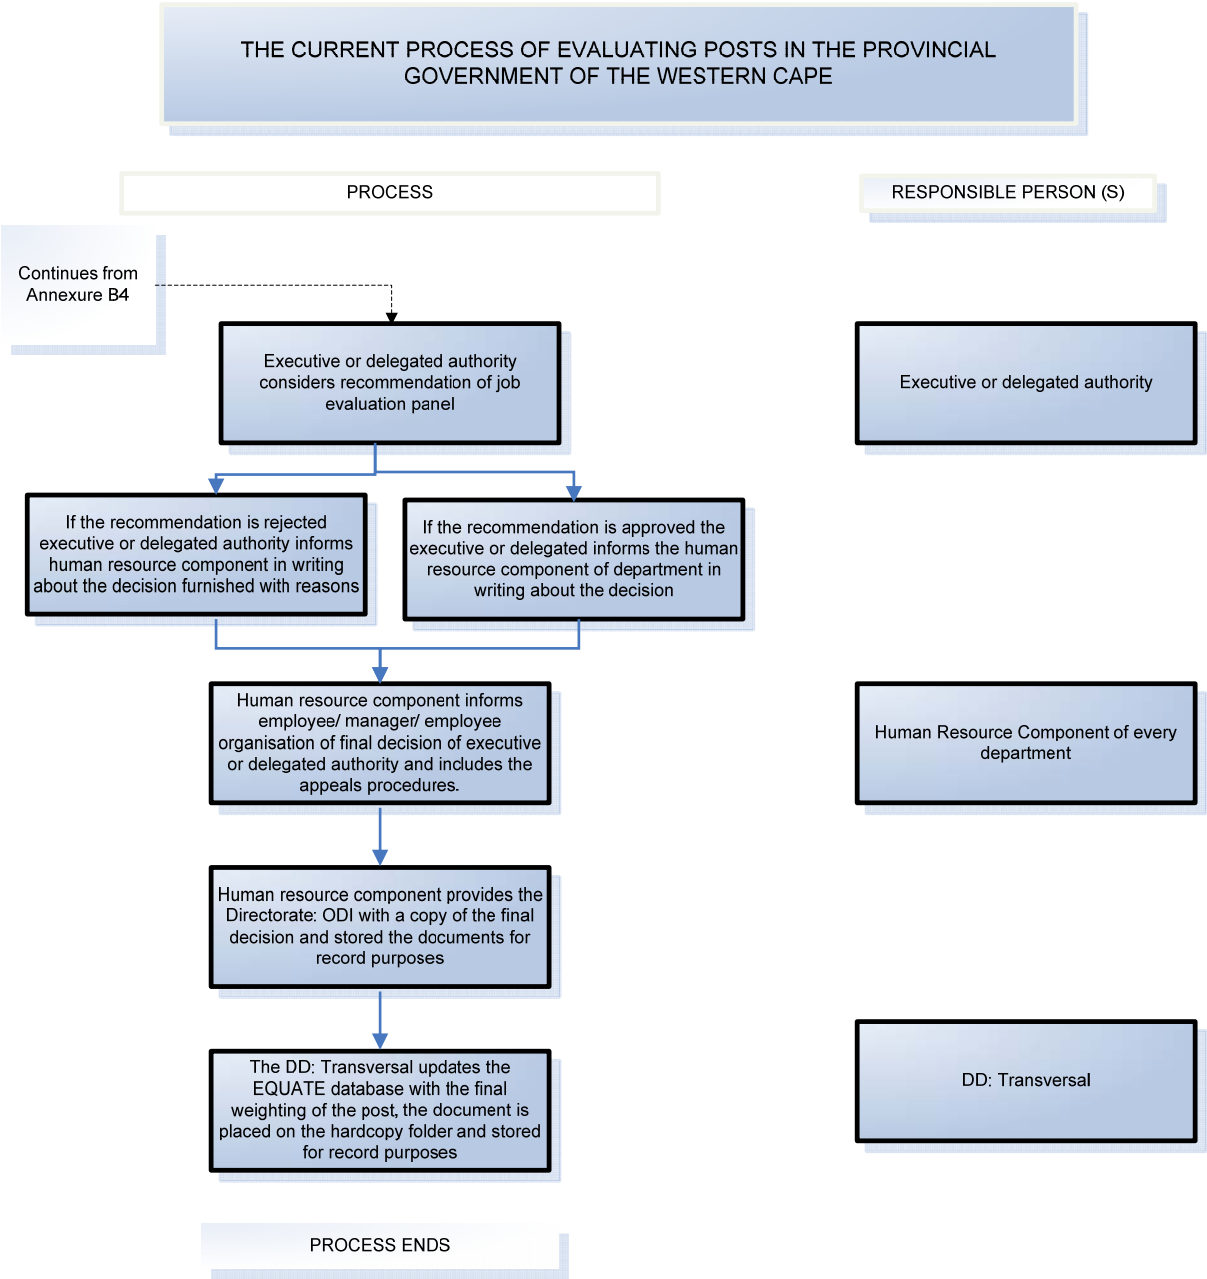 THE CURRENT PROCESS OF EVALUATING POSTS IN THE PROVINCIAL
GOVERNMENT OF THE WESTERN CAPE
PROCESS
RESPONSIBLE PERSON (S)
Continues from
Annexure B4
Executive or delegated authority
considers recommendation of job
evaluation panel
Executive or delegated authority
If the recommendation is rejected
executive or delegated authority informs
human resource component in writing
about the decision furnished with reasons
If the recommendation is approved the
executive or delegated informs the human
resource component of department in
writing about the decision
Human resource component informs
employee/ manager/ employee
organisation of final decision of executive
or delegated authority and includes the
appeals procedures.
Human Resource Component of every
department
Human resource component provides the
Directorate: ODI with a copy of the final
decision and stored the documents for
record purposes
The DD: Transversal updates the
EQUATE database with the final
weighting of the post, the document is
placed on the hardcopy folder and stored
for record purposes
DD: Transversal
PROCESS ENDS